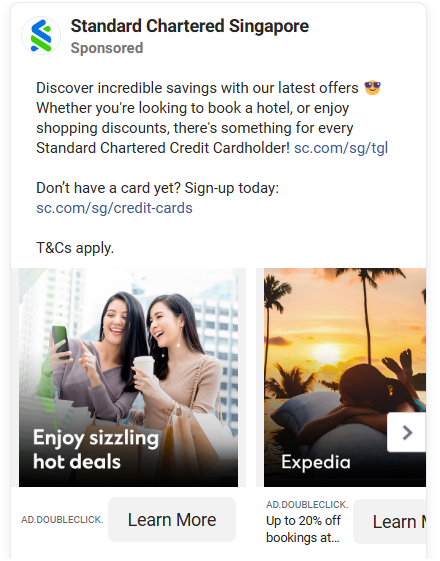 Standard Chartered Singapore
Sponsored
Discover incredible savings with our latest offers 😎
Whether you're looking to book a hotel, or enjoy
shopping discounts, there's something for every
Standard Chartered Credit Cardholder! sc.com/sg/tgl
Don’t have a card yet? Sign-up today:
sc.com/sg/credit-cards
T&Cs apply.
Enjoy sizzling
hot deals
Expedia
AD.DOUBLECLICK.
Learn More
AD.DOUBLECLICK.
Up to 20% off
bookings at...
Learn